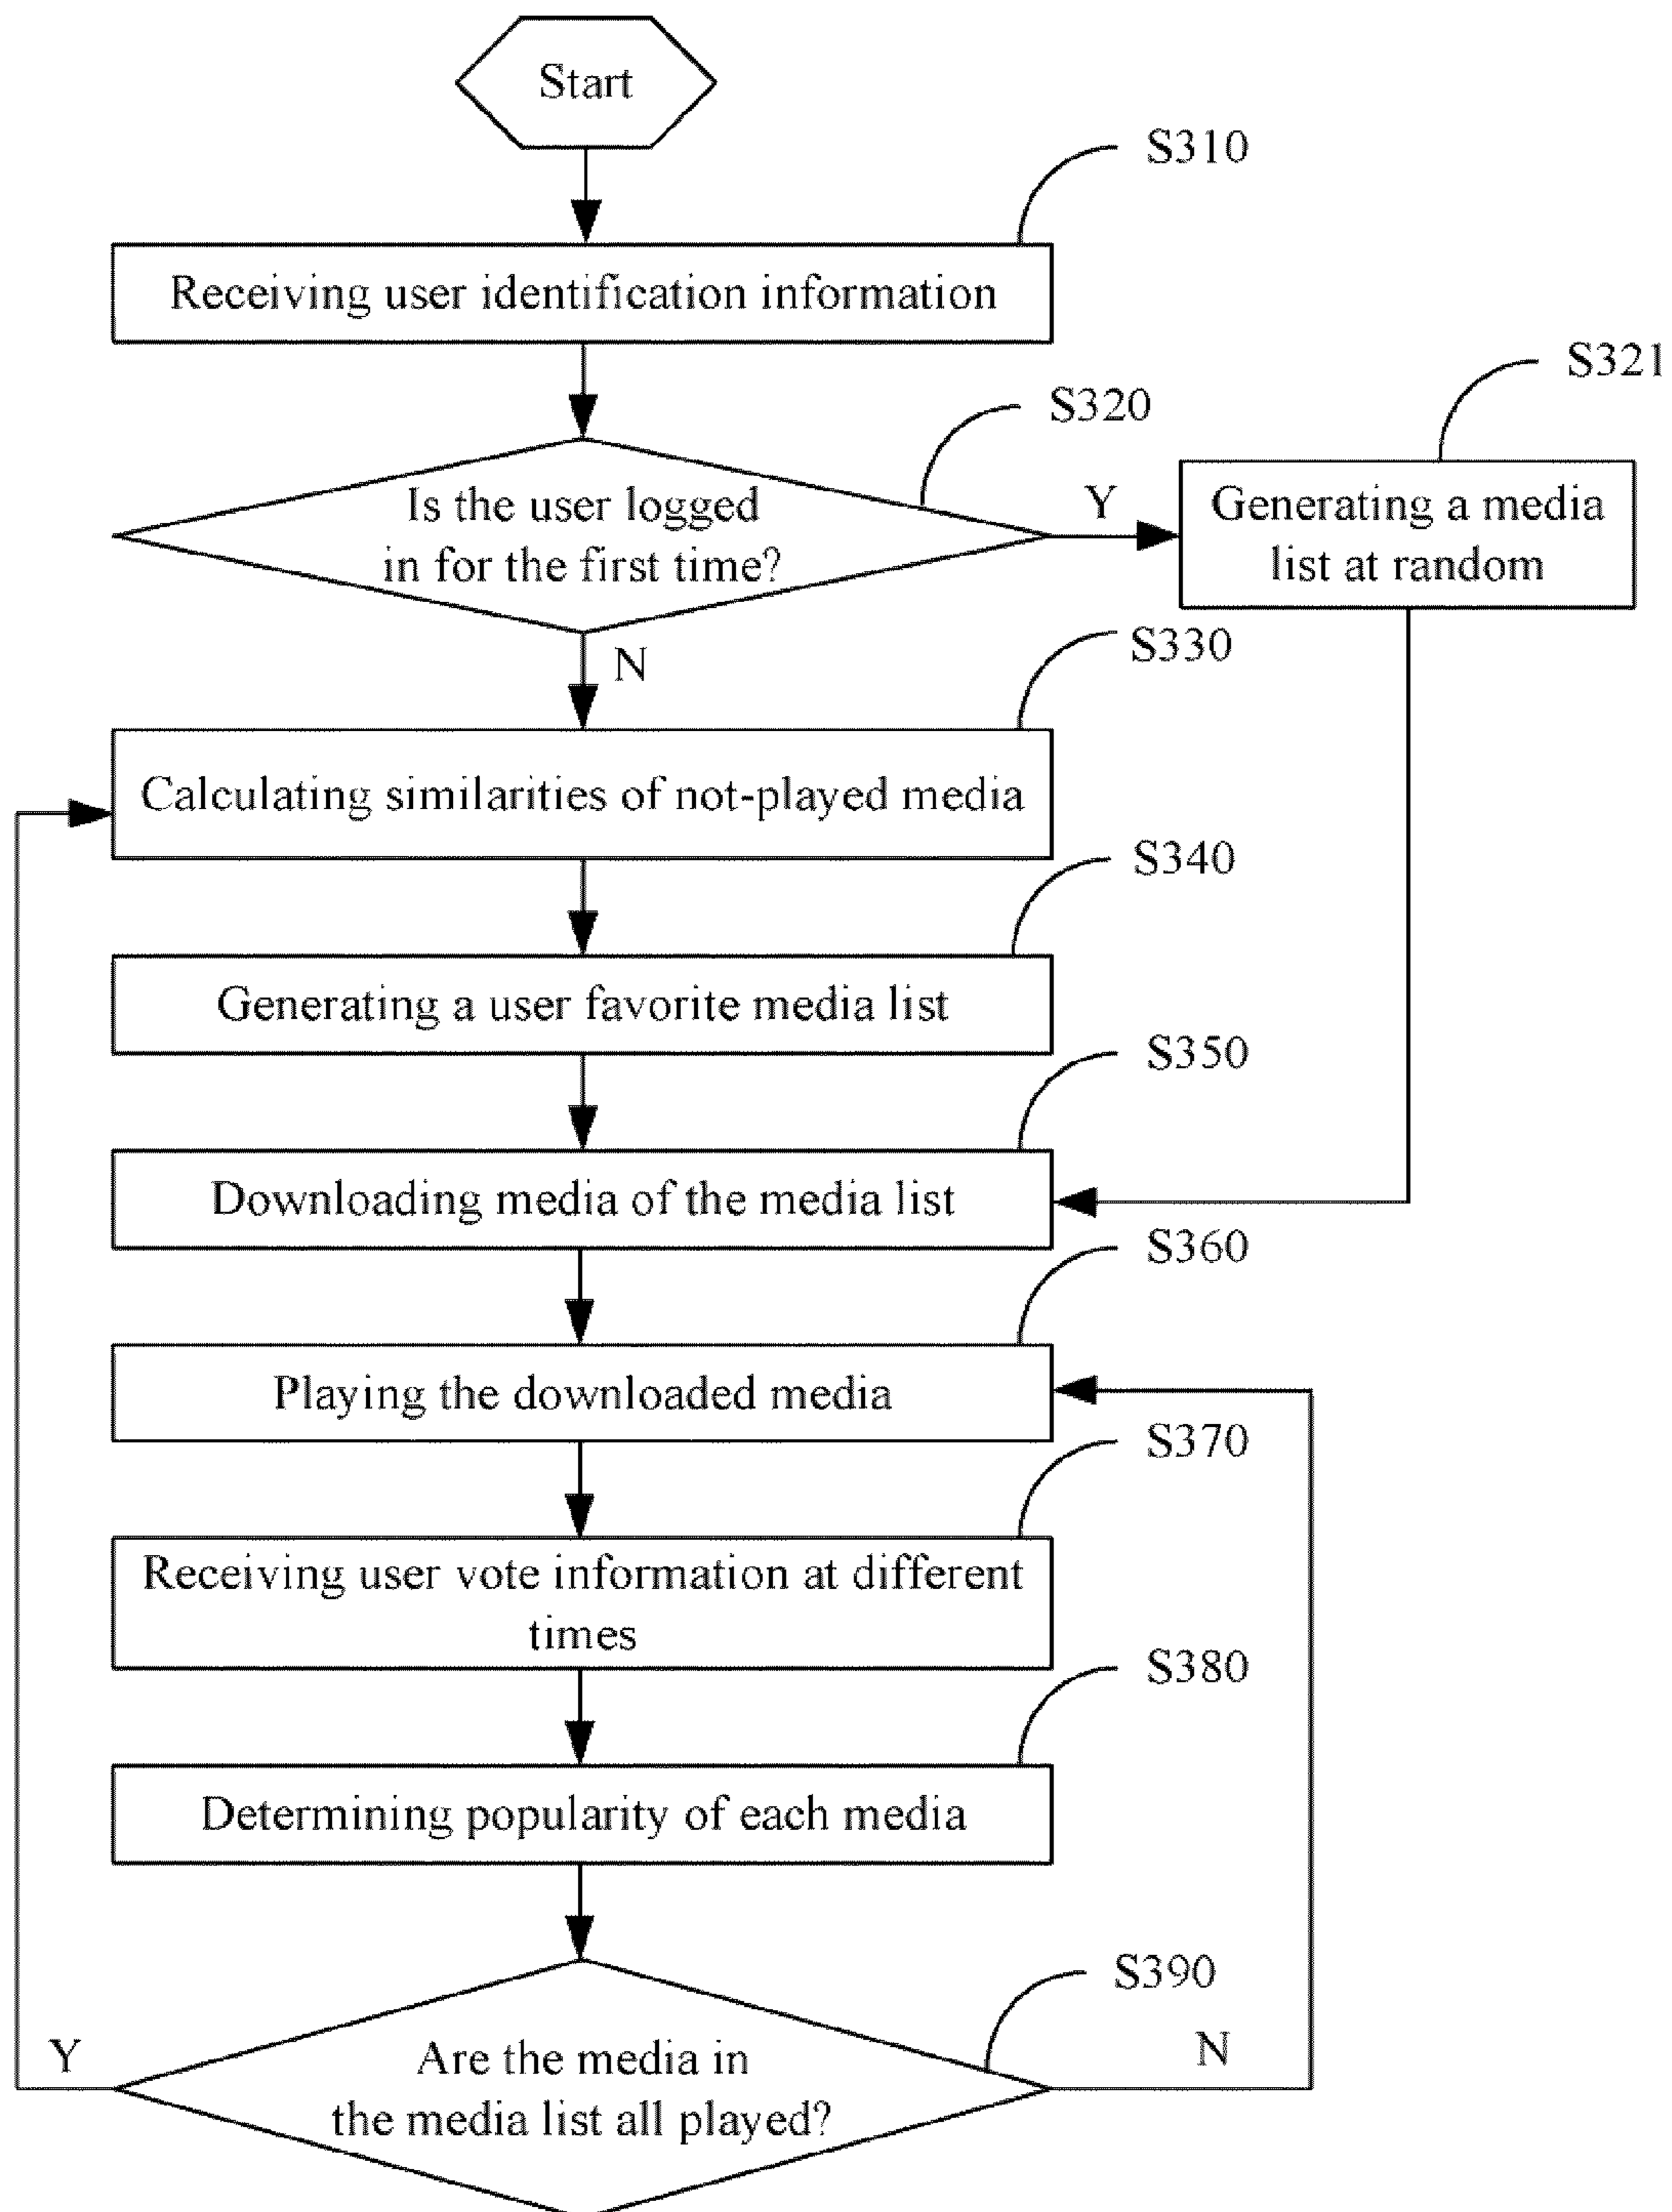 Start
S310
Receiving user identification information
S321
S320
Is the user logged
in for the first time?
Y
Generating a media
list at random
N
S330
Calculating similarities of not-played media
S340
Generating a user favorite media list
S350
Downloading media of the media list
S360
Playing the downloaded media
S370
Receiving user vote information at different
times
S380
Determining popularity of each media
S390
Y
Are the media in
the media list all played?
N